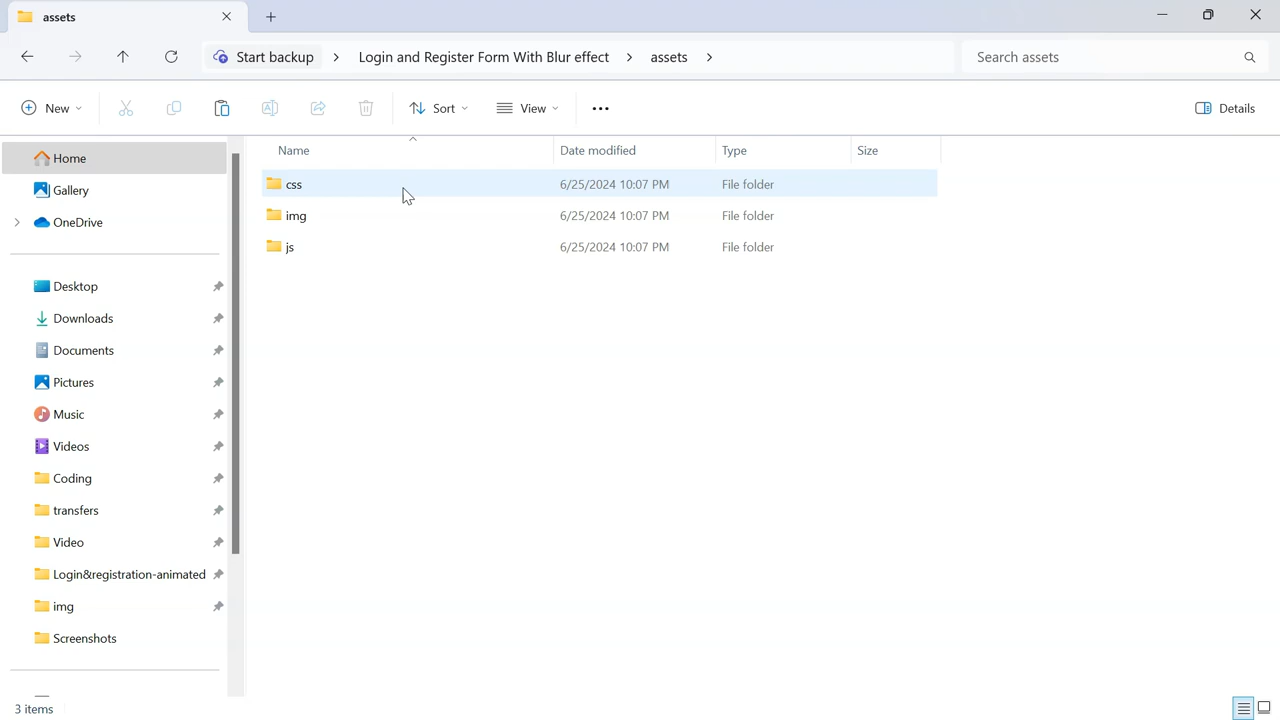 assets
Start backup > Login and Register Form With Blur effect > assets > Search assets
New Sort View Details
Name Date modified Type Size
Home
Gallery
OneDrive
Desktop
Downloads
Documents
Pictures
Music
Videos
Coding
transfers
Video
Login&registration-animated
img
Screenshots
css 6/25/2024 10:07 PM File folder
img 6/25/2024 10:07 PM File folder
js 6/25/2024 10:07 PM File folder
3 items